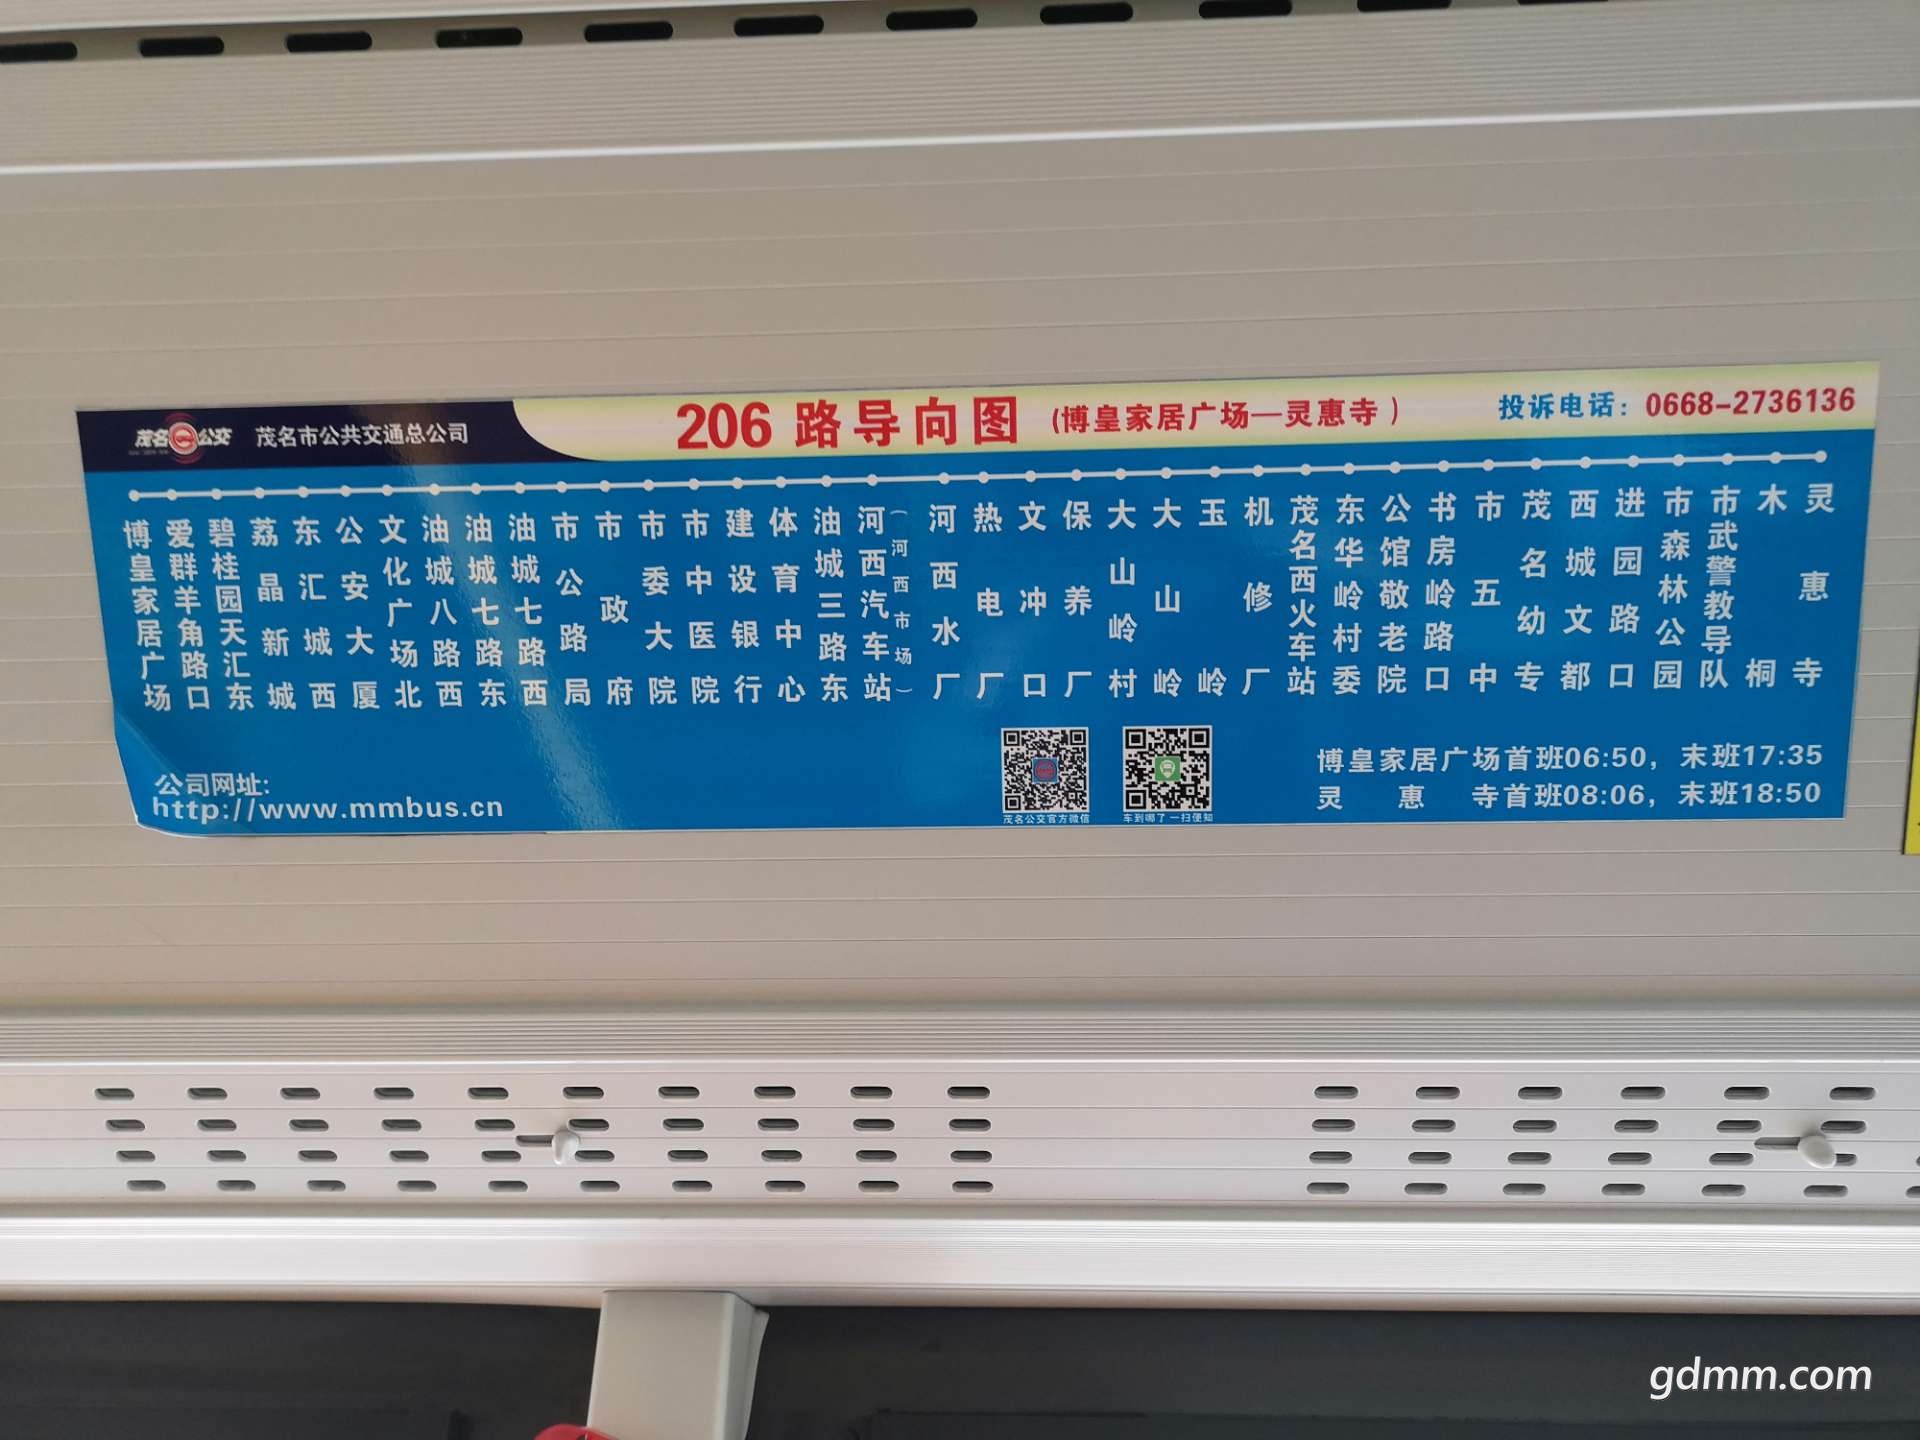 茂名公交
茂名市公共交通总公司
206 路导向图
(博皇家居广场—灵惠寺)
投诉电话：0668-2736136
博皇家居广场
爱群羊角路口
碧桂园天汇东
荔晶新城
东汇城西
公安大厦
文化广场北
油城八路西
油城七路东
油城七路西
市公路局
市政府
市委大院
市中医院
建设银行
体育中心
油城三路东
河西汽车站
(河西市场)
河西水厂
热电厂
文冲口
保养厂
大山岭村
大山岭
玉岭
机修厂
茂名西火车站
东华岭村委
公馆敬老院
书房岭路口
市五中
茂名幼专
西城文都
进园路口
市森林公园
市武警教导队
木桐
灵惠寺
公司网址:
http://www.mmbus.cn
茂名公交官方微信
车到哪了 一扫便知
博皇家居广场首班06:50，末班17:35
灵惠寺首班08:06，末班18:50
gdmm.com